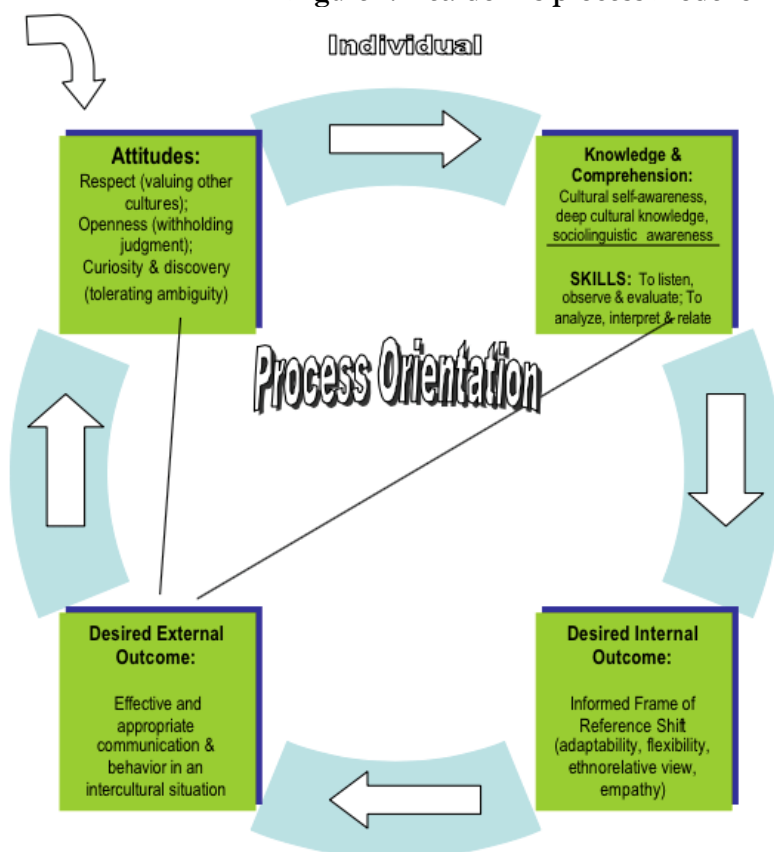 Individual
Attitudes:
Respect (valuing other
cultures);
Openness (withholding
judgment);
Curiosity & discovery
(tolerating ambiguity)
Knowledge &
Comprehension:
Cultural self-awareness,
deep cultural knowledge,
sociolinguistic awareness
SKILLS: To listen,
observe & evaluate; To
analyze, interpret & relate
Process Orientation
Desired External
Outcome:
Effective and
appropriate
communication &
behavior in an
intercultural situation
Desired Internal
Outcome:
Informed Frame of
Reference Shift
(adaptability, flexibility,
ethnorelative view,
empathy)